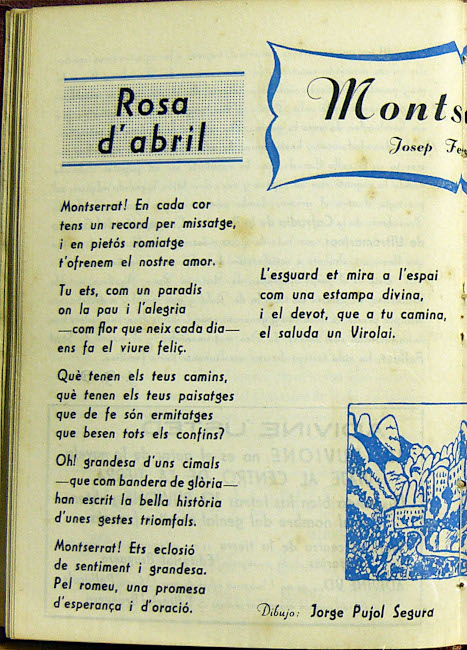 Rosa
d'abril
Montserrat! En cada cor
tens un record per missatge,
i en pietós romiatge
t'ofrenem el nostre amor.
Tu ets, com un paradís
on la pau i l'alegria
—com flor que neix cada dia—
ens fa el viure feliç.
Què tenen els teus camins,
què tenen els teus paisatges
que de fe són ermitatges
que besen tots els confins?
Oh! grandesa d'uns cimals
—que com bandera de glòria—
han escrit la bella història
d'unes gestes triomfals.
Montserrat! Ets eclosió
de sentiment i grandesa.
Pel romeu, una promesa
d'esperança i d'oració.
Josep
L'esguard et mira a l'espai
com una estampa divina,
i el devot, que a tu camina,
el saluda un Virolai.
Dibujo: Jorge Pujol Segura